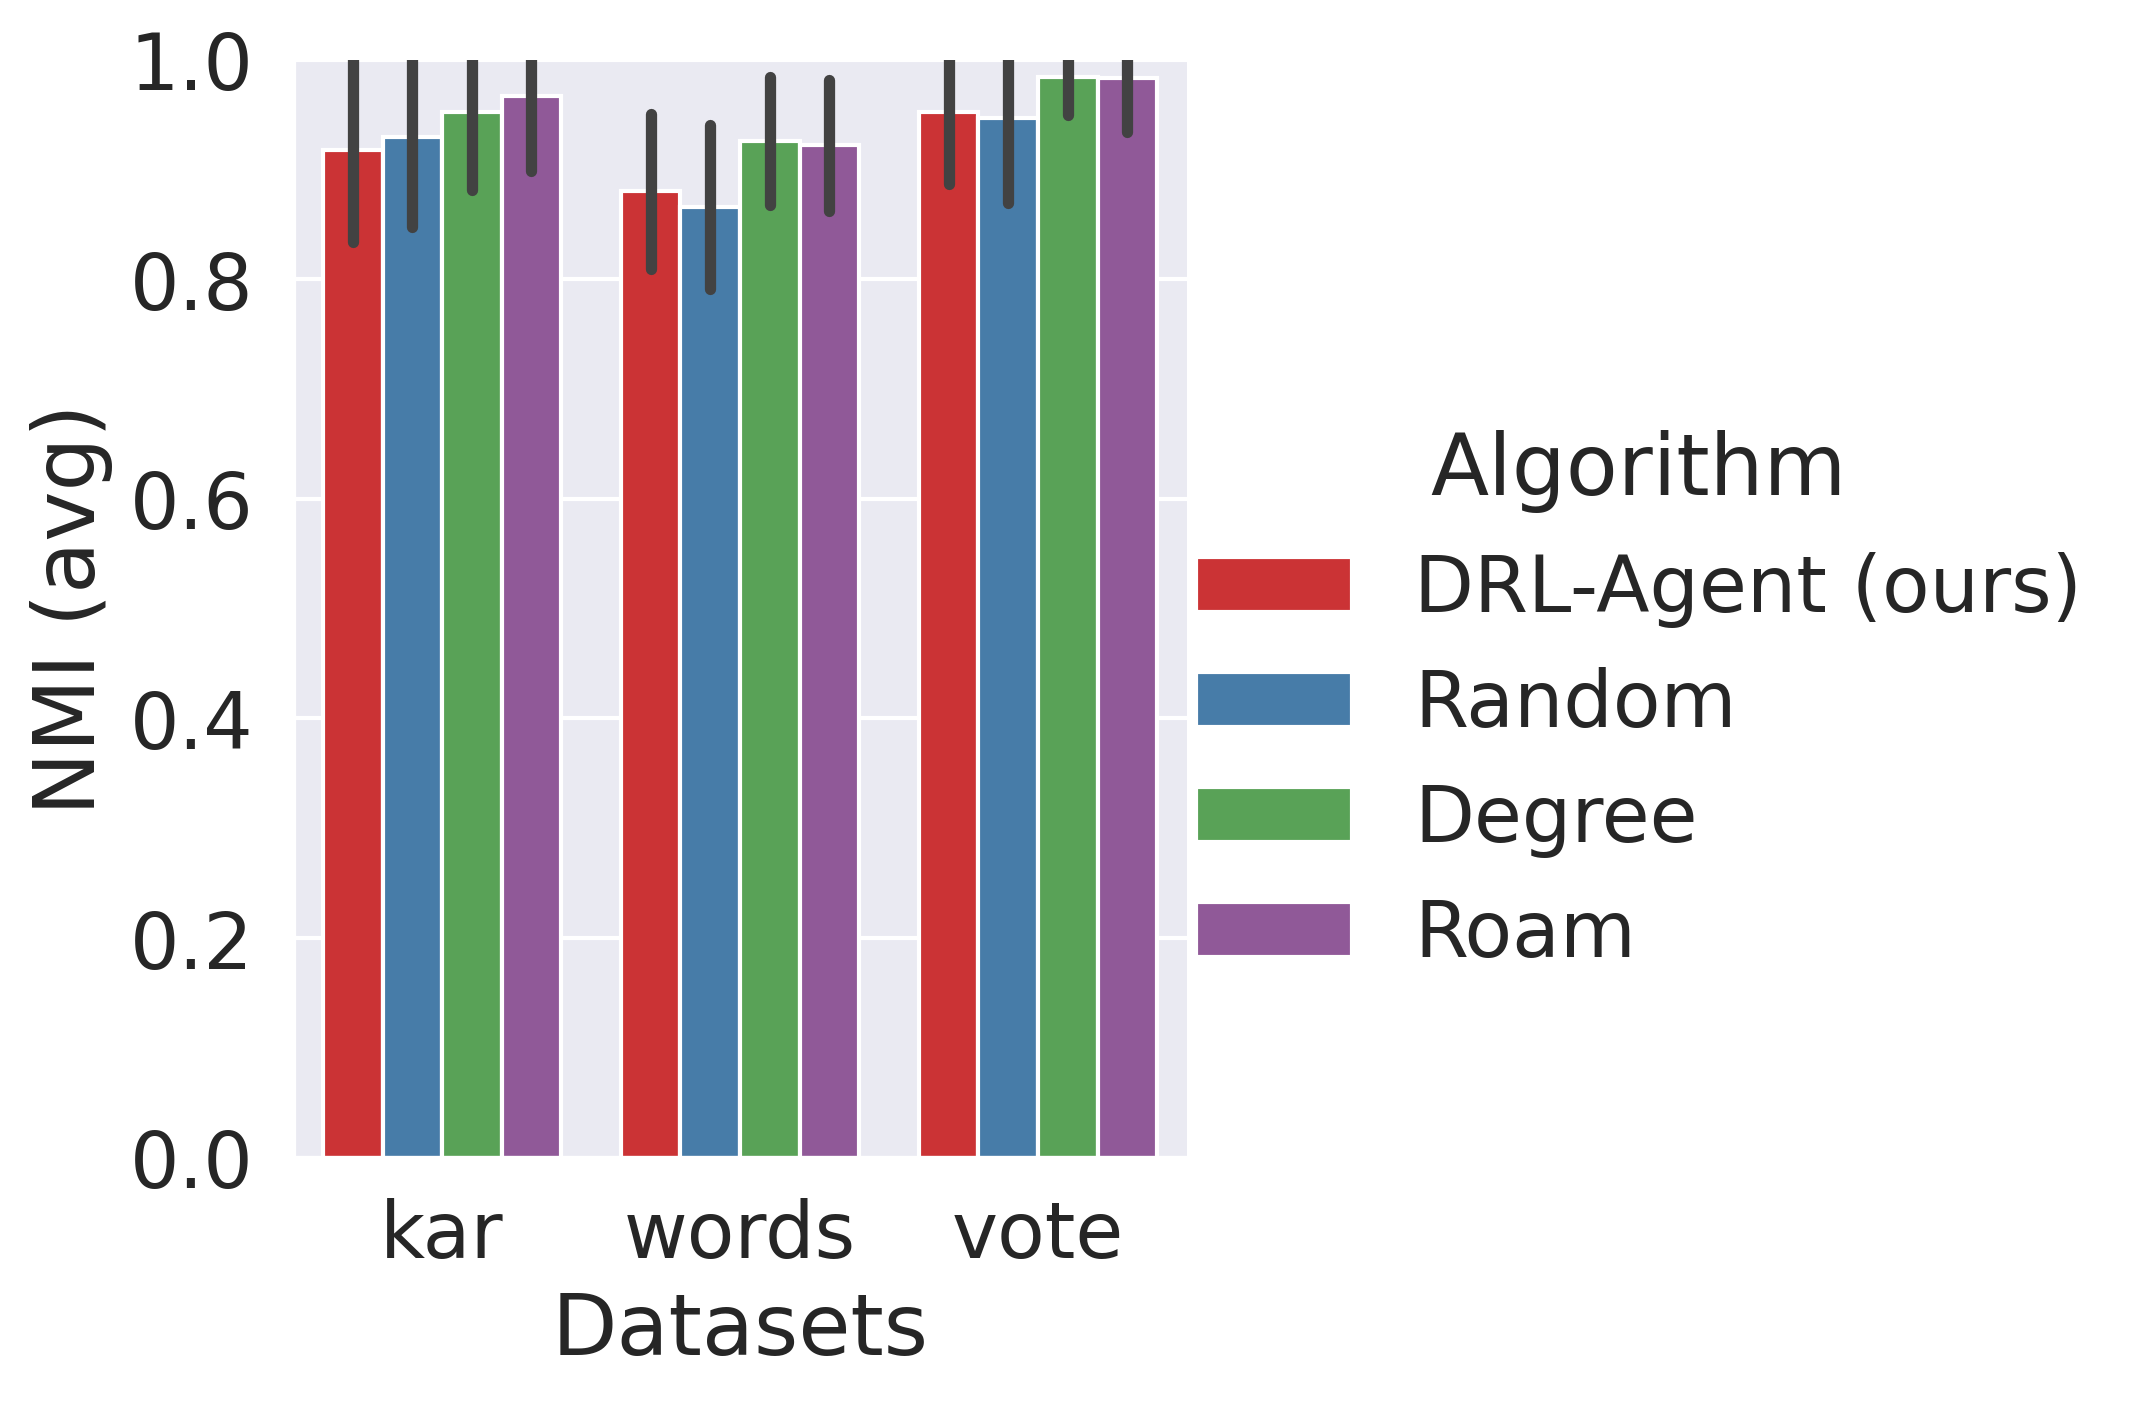 1.0
0.8
0.6
0.4
0.2
0.0
NMI (avg)
kar words vote
Datasets
Algorithm
DRL-Agent (ours)
Random
Degree
Roam